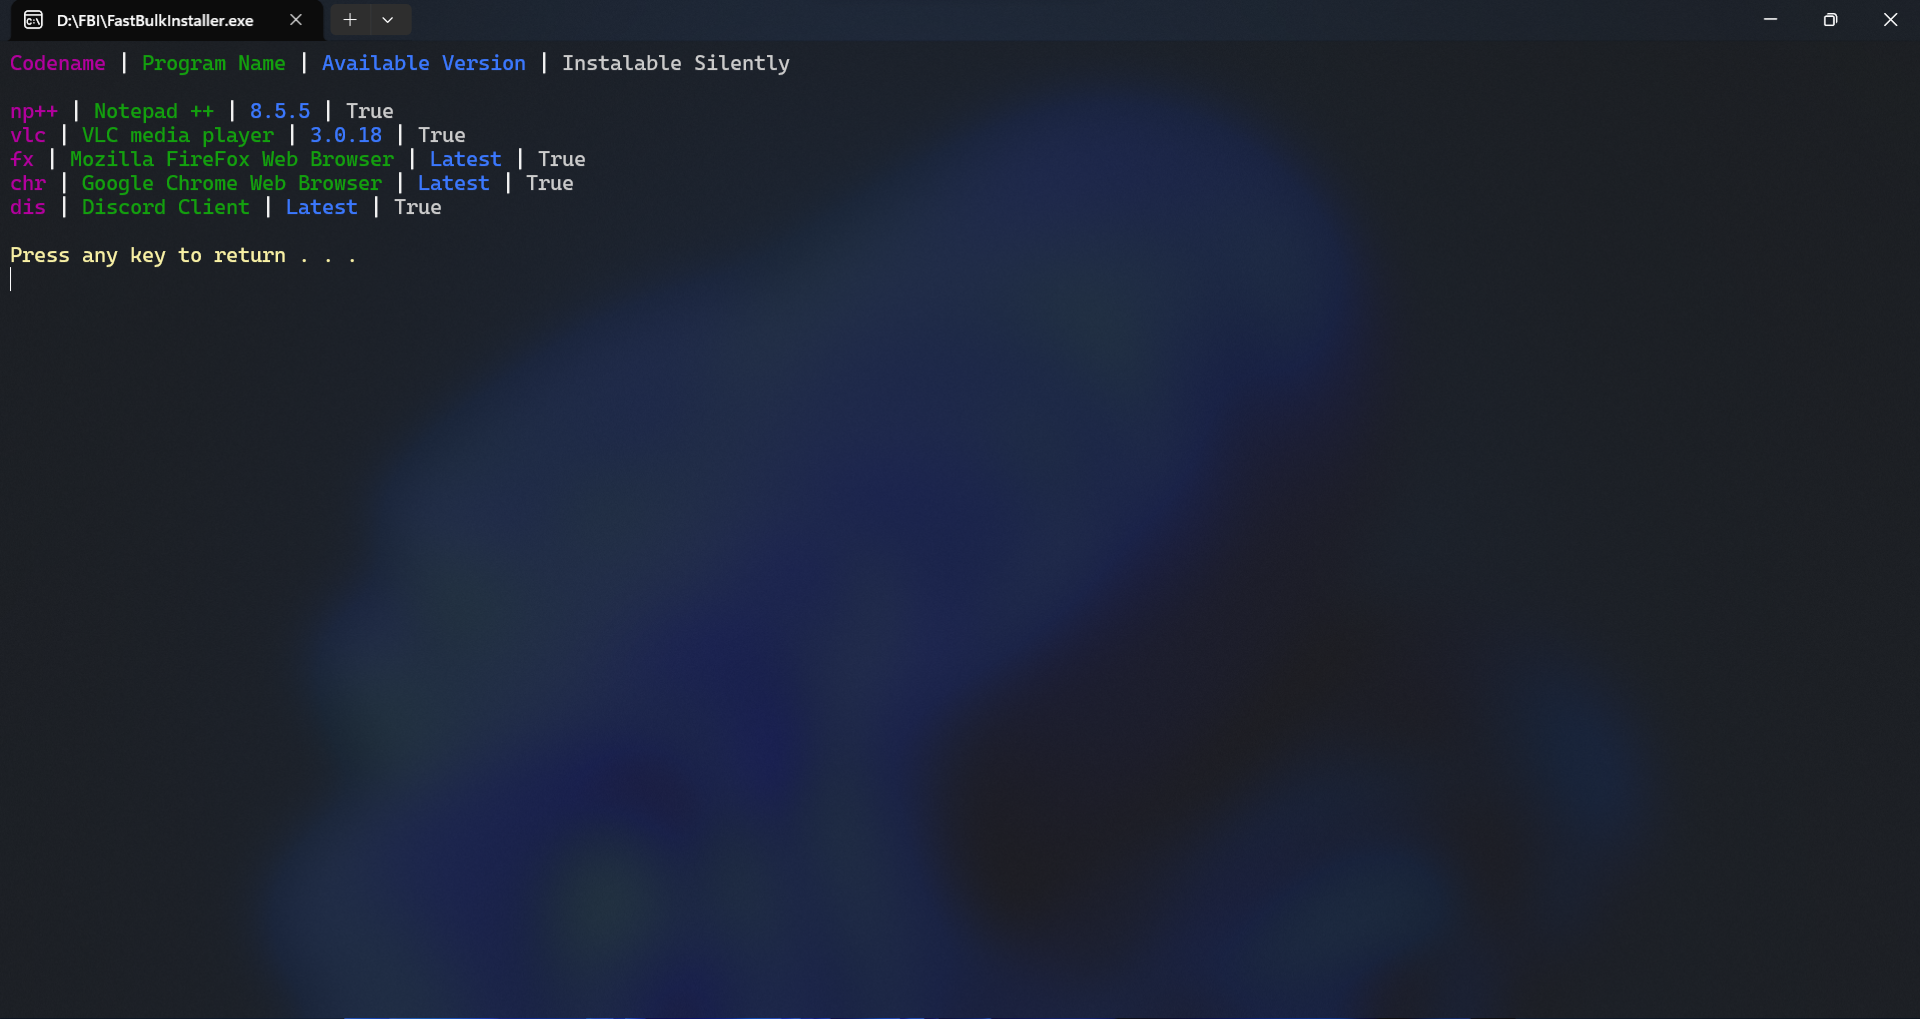 D:\FBI\FastBulkInstaller.exe
Codename | Program Name | Available Version | Instalable Silently
np++ | Notepad ++ | 8.5.5 | True
vlc | VLC media player | 3.0.18 | True
fx | Mozilla FireFox Web Browser | Latest | True
chr | Google Chrome Web Browser | Latest | True
dis | Discord Client | Latest | True
Press any key to return . . .